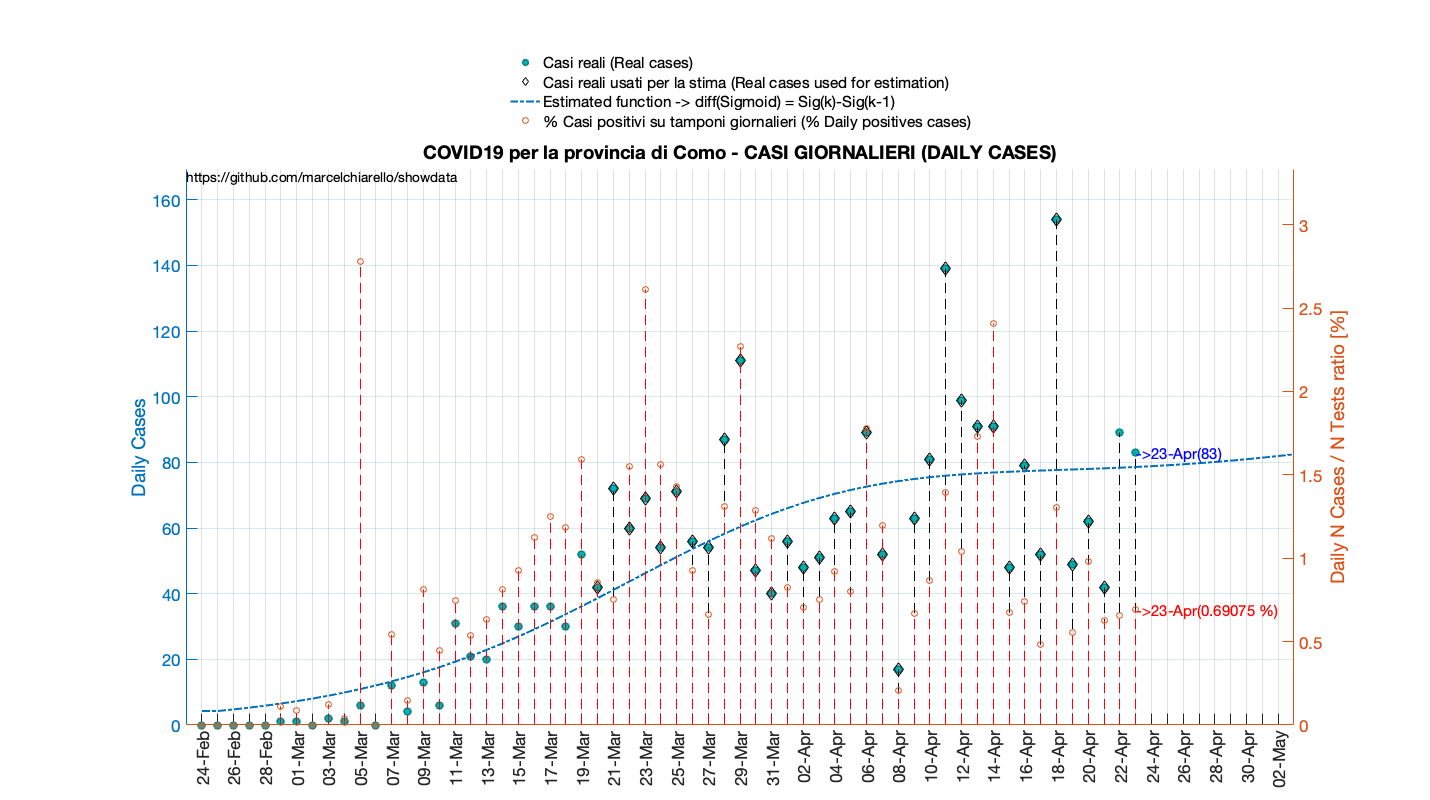 Casi reali (Real cases)
Casi reali usati per la stima (Real cases used for estimation)
Estimated function -> diff(Sigmoid) = Sig(k)-Sig(k-1)
% Casi positivi su tamponi giornalieri (% Daily positives cases)
COVID19 per la provincia di Como - CASI GIORNALIERI (DAILY CASES)
https://github.com/marcelchiarello/showdata
Daily Cases
160
140
120
100
80
60
40
20
0
3
2.5
2
1.5
1
0.5
0
Daily N Cases / N Tests ratio [%]
->23-Apr(83)
->23-Apr(0.69075 %)
24-Feb
26-Feb
28-Feb
01-Mar
03-Mar
05-Mar
07-Mar
09-Mar
11-Mar
13-Mar
15-Mar
17-Mar
19-Mar
21-Mar
23-Mar
25-Mar
27-Mar
29-Mar
31-Mar
02-Apr
04-Apr
06-Apr
08-Apr
10-Apr
12-Apr
14-Apr
16-Apr
18-Apr
20-Apr
22-Apr
24-Apr
26-Apr
28-Apr
30-Apr
02-May